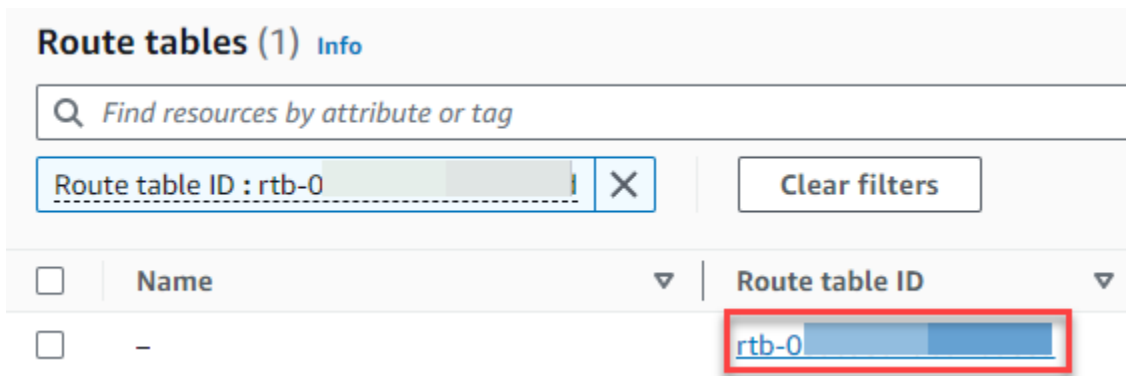 Route tables (1) Info
Find resources by attribute or tag
Route table ID : rtb-0
Clear filters
Name Route table ID
– rtb-0